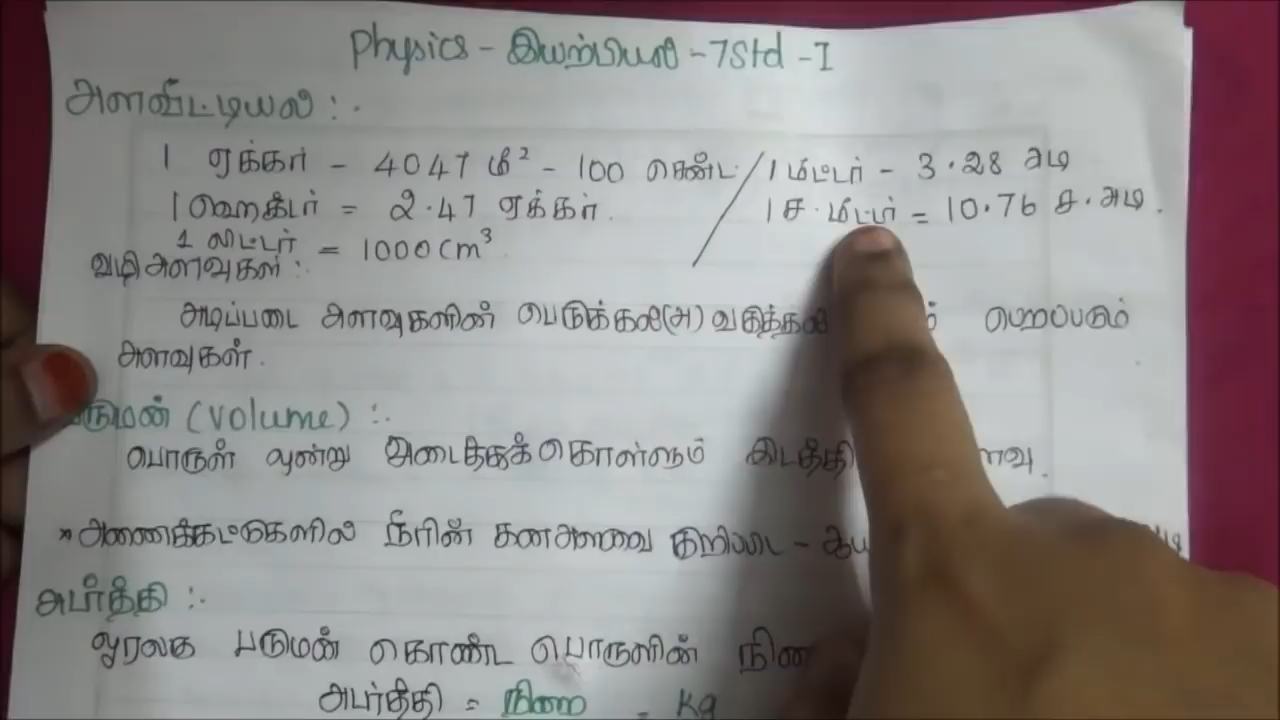 Physics - இயற்பியல் - 7Std - I
அளவீட்டியல் :-
1 ஏக்கர் - 4047 மீ² - 100 செண்ட் / 1 மீட்டர் - 3.28 அடி
1 ஹெக்டர் = 2.47 ஏக்கர். 1 ச. மீட்டர் = 10.76 ச. அடி.
1 லிட்டர் = 1000 cm³
வழி அளவுகள் :-
அடிப்படை அளவுகளின் பெருக்கல் (அ) வகுத்தல் பெறப்படும்
அளவுகள்.
(volume) :-
பொருள் ஒன்று அடைத்துக்கொள்ளும்
* அணைக்கட்டுகளில் நீரின் கனஅளவை குறிப்பிட -
அடர்த்தி :-
ஓரலகு பருமன் கொண்ட பொருளின்
அடர்த்தி = நிறை = kg